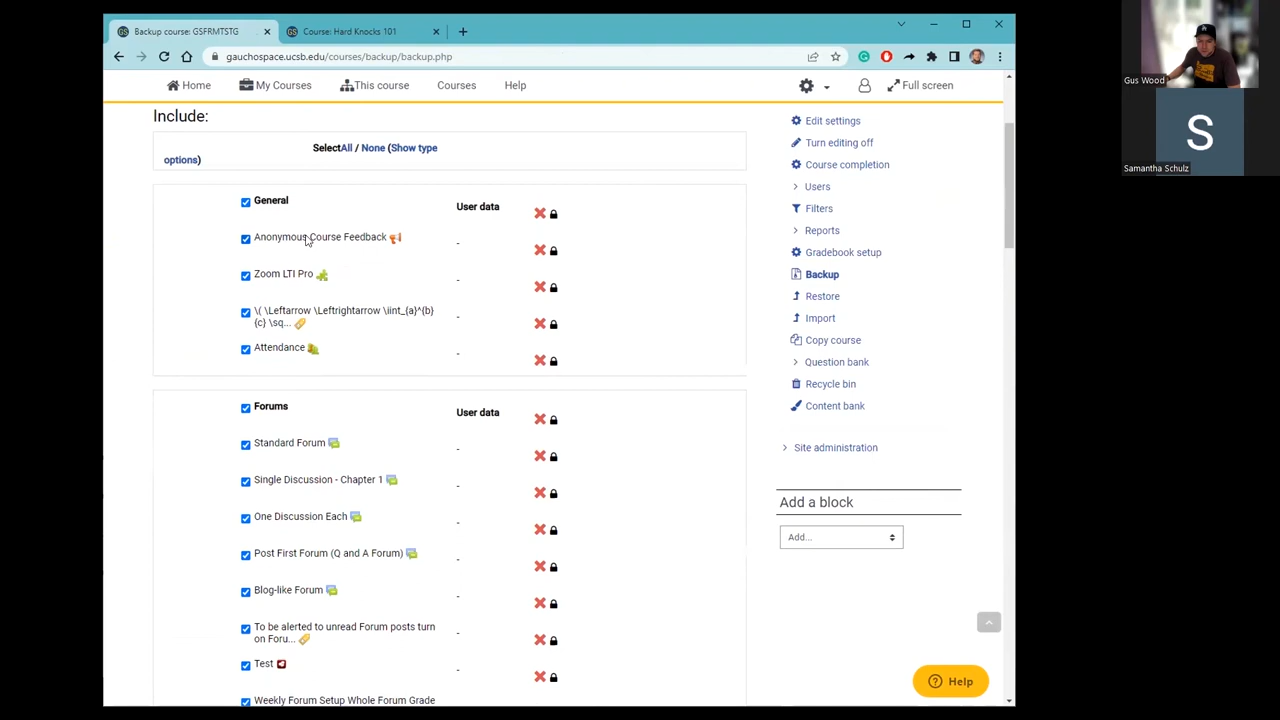 Backup course: GSFRMTSTG
Course: Hard Knocks 101
gauchospace.ucsb.edu/courses/backup/backup.php
Home
My Courses
This course
Courses
Help
Full screen
Include:
SelectAll / None (Show type
options)
General
User data
Anonymous Course Feedback
-
Zoom LTI Pro
-
\( \Leftarrow \Leftrightarrow \iint_{a}^{b}
{c} \sq...
-
Attendance
-
Forums
User data
Standard Forum
-
Single Discussion - Chapter 1
-
One Discussion Each
-
Post First Forum (Q and A Forum)
-
Blog-like Forum
-
To be alerted to unread Forum posts turn
on Foru...
-
Test
-
Weekly Forum Setup Whole Forum Grade
Edit settings
Turn editing off
Course completion
Users
Filters
Reports
Gradebook setup
Backup
Restore
Import
Copy course
Question bank
Recycle bin
Content bank
Site administration
Add a block
Add...
Help
Gus Wood
S
Samantha Schulz